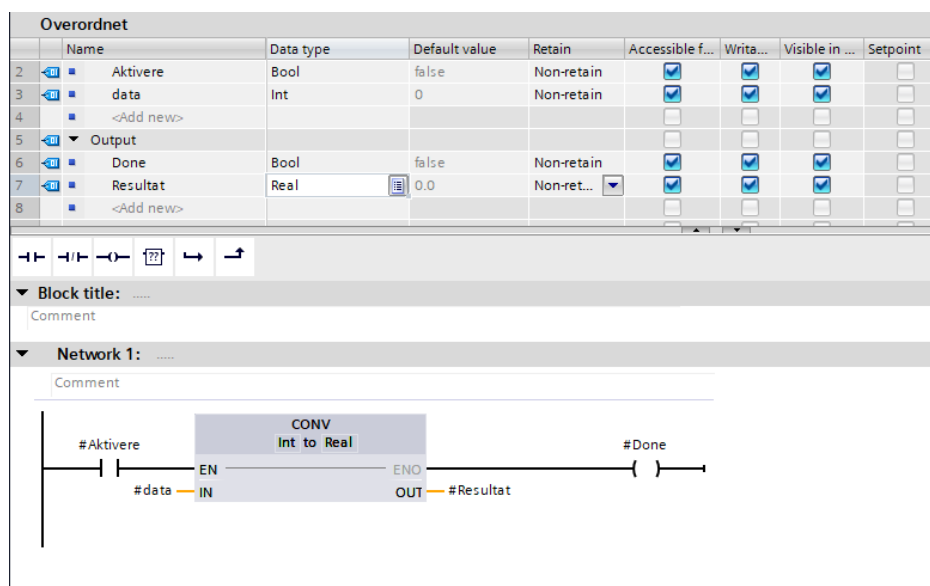 Overordnet
Name Data type Default value Retain Accessible f... Writa... Visible in ... Setpoint
2 Aktivere Bool false Non-retain
3 data Int 0 Non-retain
4 <Add new>
5 Output
6 Done Bool false Non-retain
7 Resultat Real 0.0 Non-ret...
8 <Add new>
??
Block title: .....
Comment
Network 1: .....
Comment
CONV
#Aktivere Int to Real #Done
EN ENO
#data IN OUT #Resultat